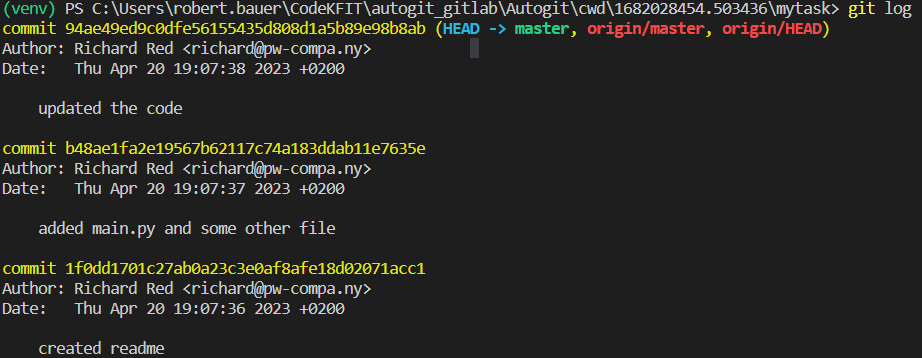 (venv) PS C:\Users\robert.bauer\CodeKFIT\autogit_gitlab\Autogit\cwd\1682028454.503436\mytask> git log
commit 94ae49ed9c0dfe56155435d808d1a5b89e98b8ab (HEAD -> master, origin/master, origin/HEAD)
Author: Richard Red <richard@pw-compa.ny>
Date:   Thu Apr 20 19:07:38 2023 +0200
    updated the code
commit b48ae1fa2e19567b62117c74a183ddab11e7635e
Author: Richard Red <richard@pw-compa.ny>
Date:   Thu Apr 20 19:07:37 2023 +0200
    added main.py and some other file
commit 1f0dd1701c27ab0a23c3e0af8afe18d02071acc1
Author: Richard Red <richard@pw-compa.ny>
Date:   Thu Apr 20 19:07:36 2023 +0200
    created readme